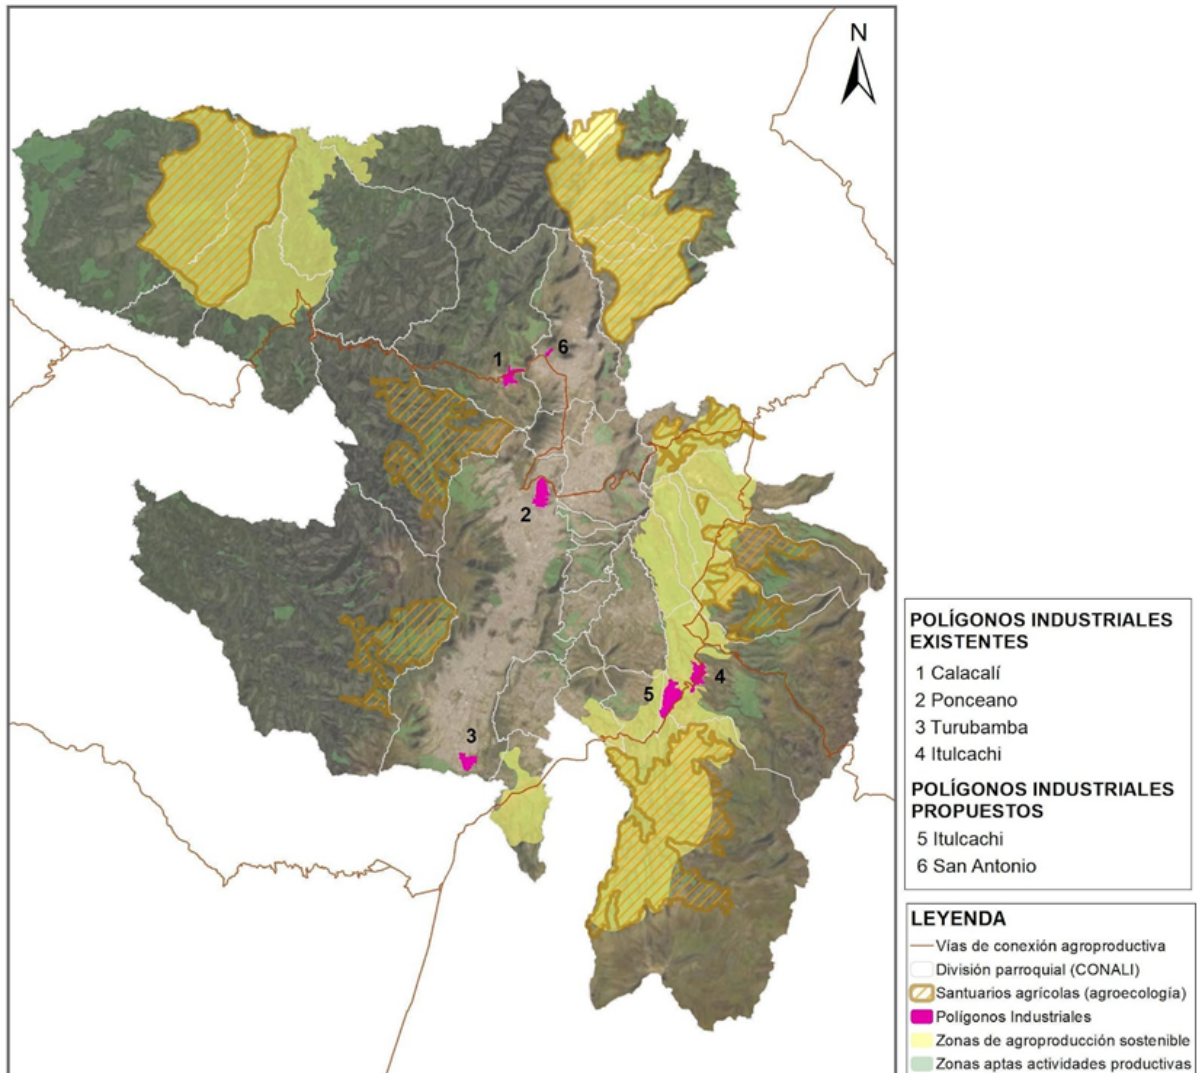 N
1
6
2
3
4
5
POLÍGONOS INDUSTRIALES
EXISTENTES
1 Calacalí
2 Ponceano
3 Turubamba
4 Itulcachi
POLÍGONOS INDUSTRIALES
PROPUESTOS
5 Itulcachi
6 San Antonio
LEYENDA
Vías de conexión agroproductiva
División parroquial (CONALI)
Santuarios agrícolas (agroecología)
Polígonos Industriales
Zonas de agroproducción sostenible
Zonas aptas actividades productivas